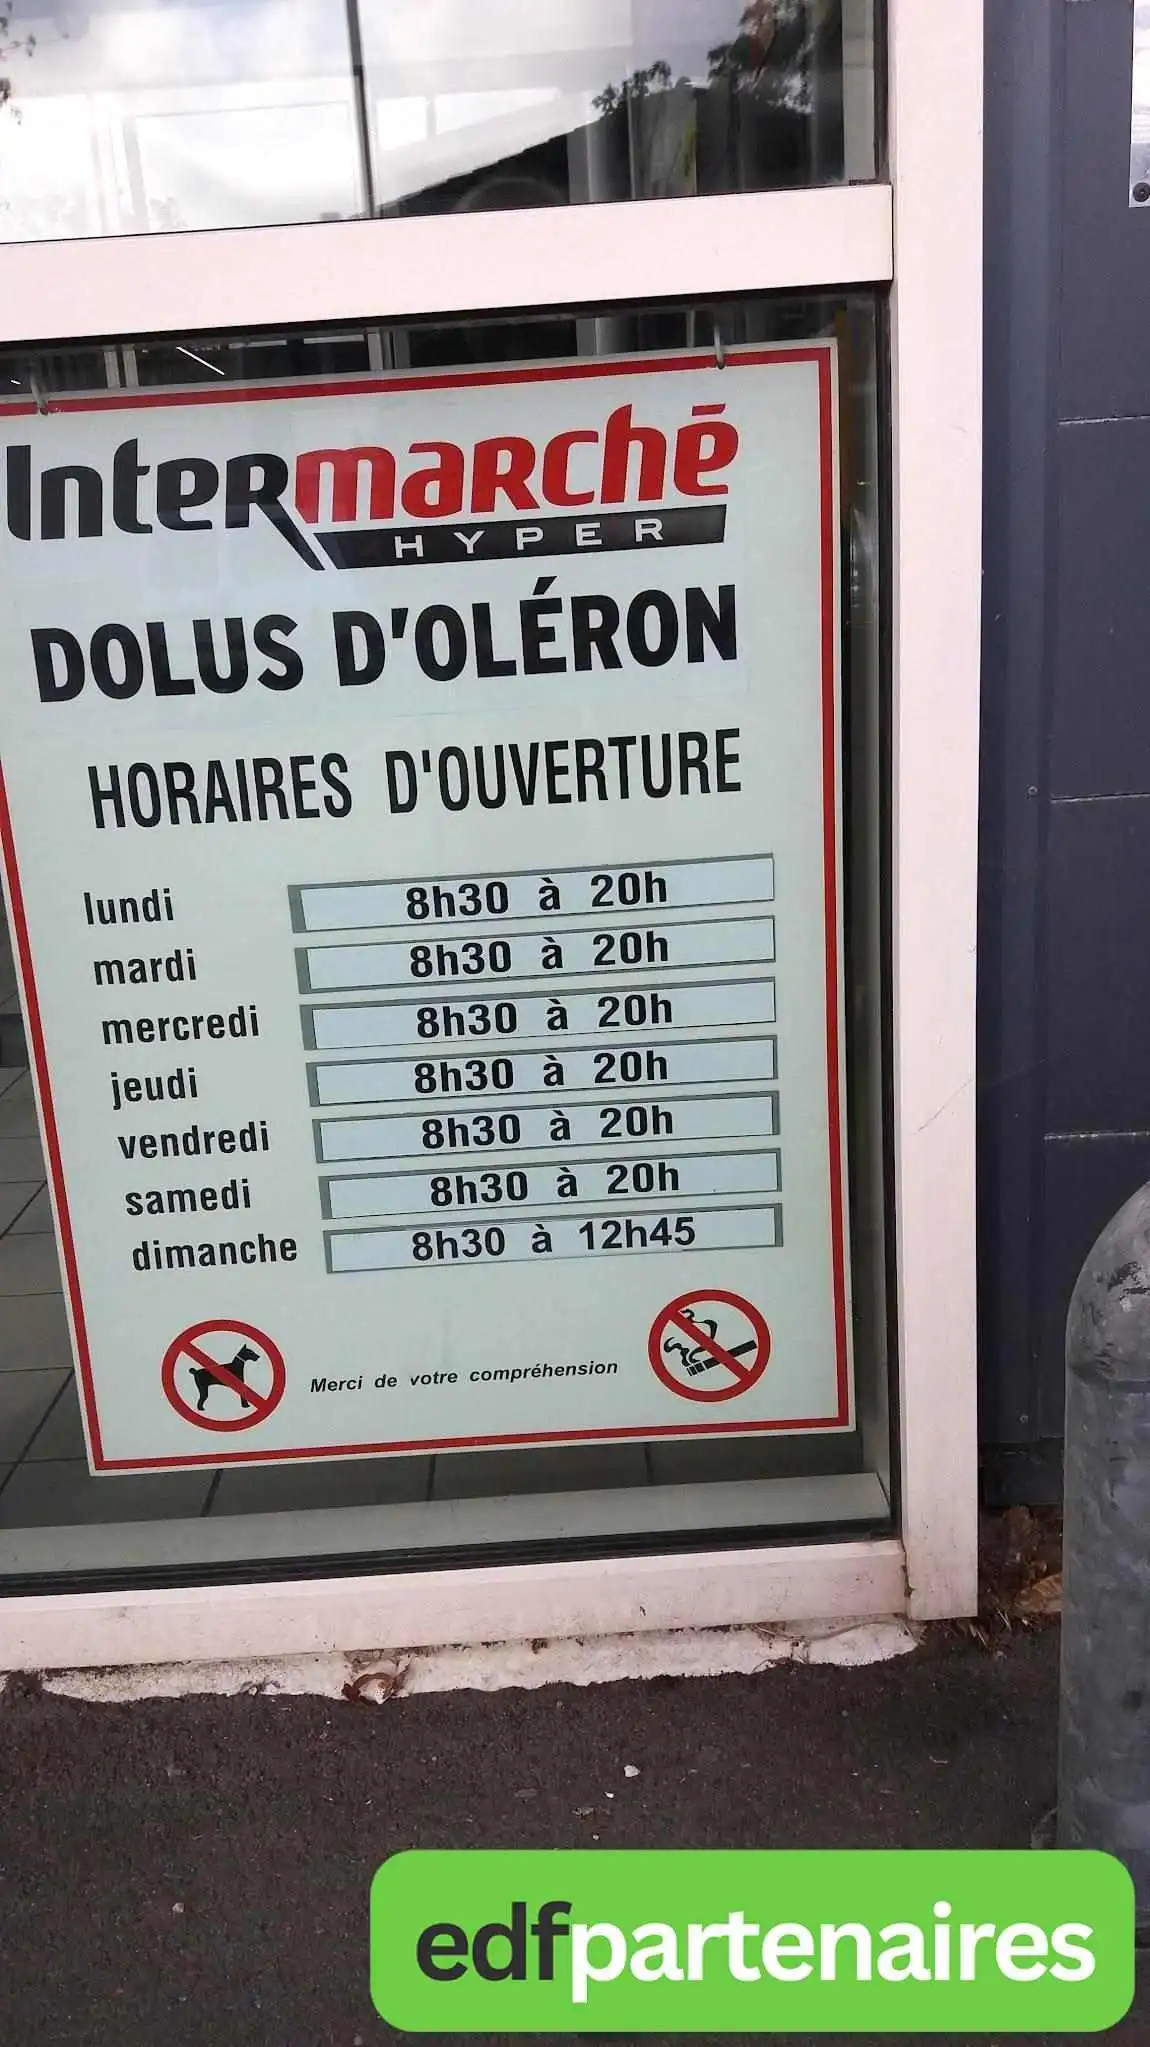 Intermarché
HYPER
DOLUS D'OLÉRON
HORAIRES D'OUVERTURE
lundi 8h30 à 20h
mardi 8h30 à 20h
mercredi 8h30 à 20h
jeudi 8h30 à 20h
vendredi 8h30 à 20h
samedi 8h30 à 20h
dimanche 8h30 à 12h45
Merci de votre compréhension
edfpartenaires